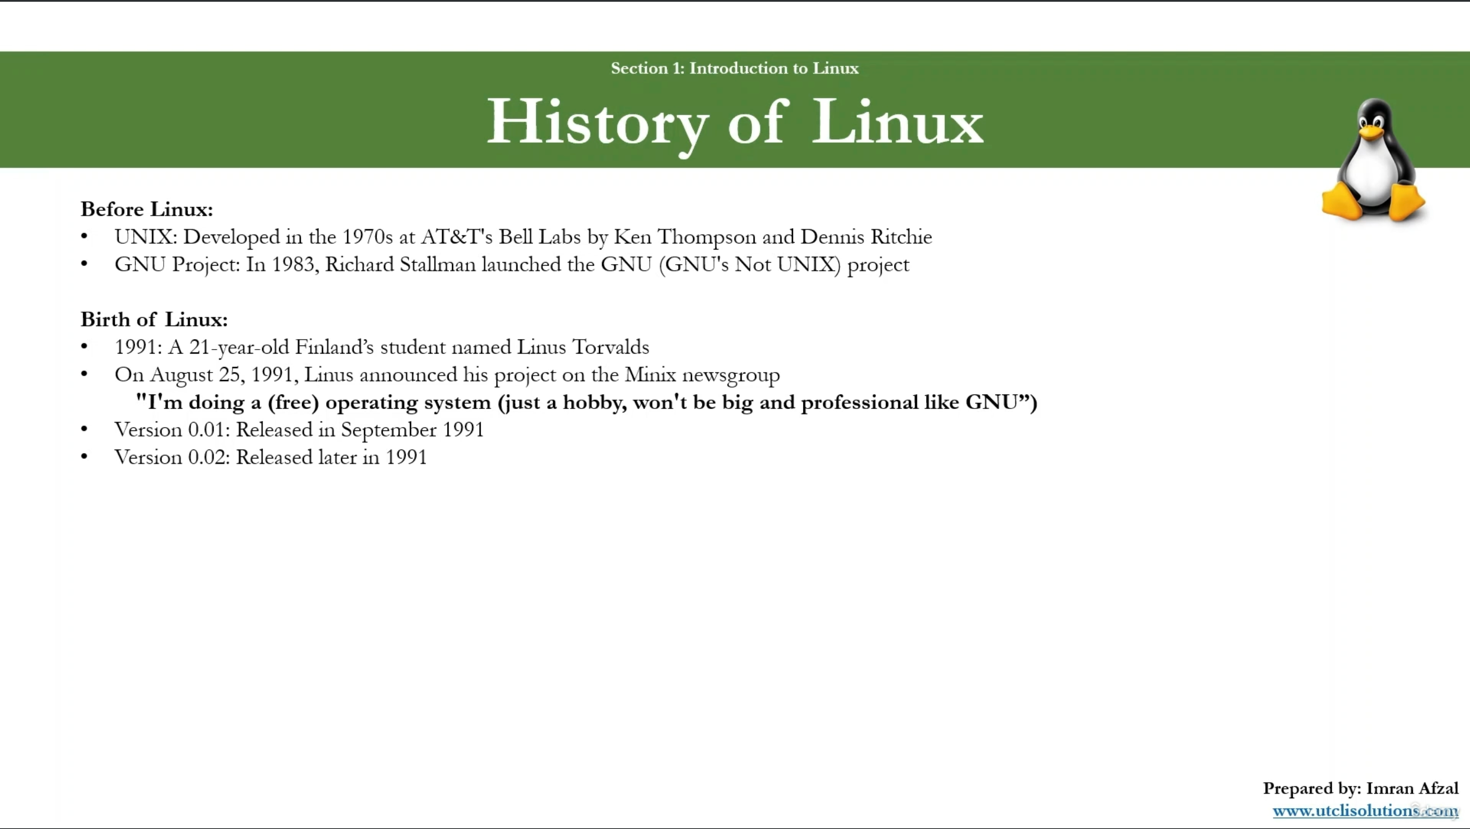 Section 1: Introduction to Linux
History of Linux
Before Linux:
• UNIX: Developed in the 1970s at AT&T's Bell Labs by Ken Thompson and Dennis Ritchie
• GNU Project: In 1983, Richard Stallman launched the GNU (GNU's Not UNIX) project
Birth of Linux:
• 1991: A 21-year-old Finland’s student named Linus Torvalds
• On August 25, 1991, Linus announced his project on the Minix newsgroup
"I'm doing a (free) operating system (just a hobby, won't be big and professional like GNU”)
• Version 0.01: Released in September 1991
• Version 0.02: Released later in 1991
Prepared by: Imran Afzal
www.utclisolutions.com